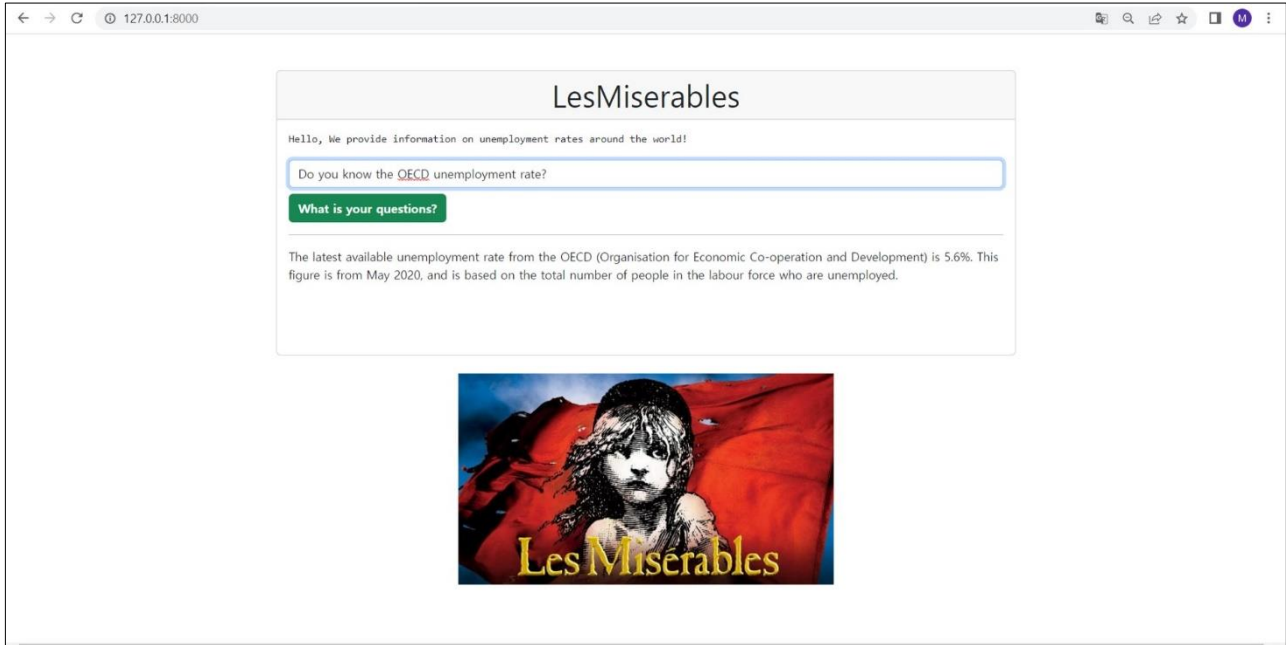 127.0.0.1:8000
M
LesMiserables
Hello, We provide information on unemployment rates around the world!
Do you know the OECD unemployment rate?
What is your questions?
The latest available unemployment rate from the OECD (Organisation for Economic Co-operation and Development) is 5.6%. This
figure is from May 2020, and is based on the total number of people in the labour force who are unemployed.
Les Misérables